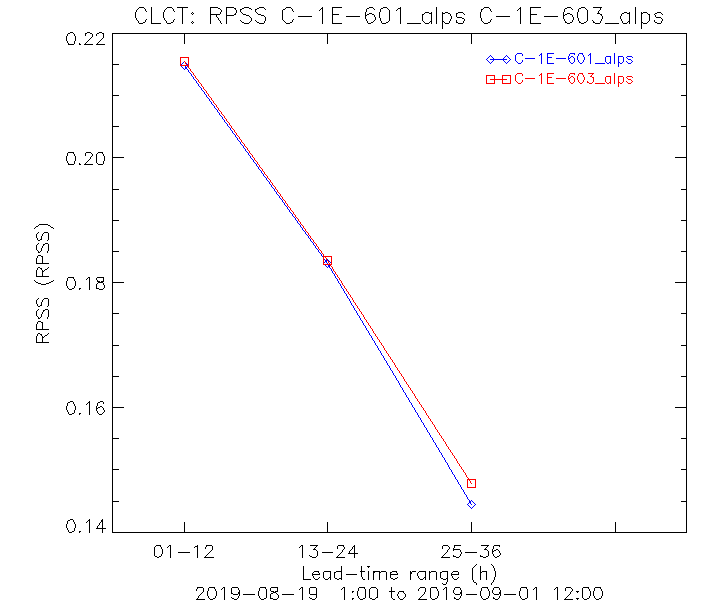 CLCT: RPSS C-1E-601_alps C-1E-603_alps
C-1E-601_alps
C-1E-603_alps
0.22
0.20
0.18
0.16
0.14
RPSS (RPSS)
01-12 13-24 25-36
Lead-time range (h)
2019-08-19 1:00 to 2019-09-01 12:00